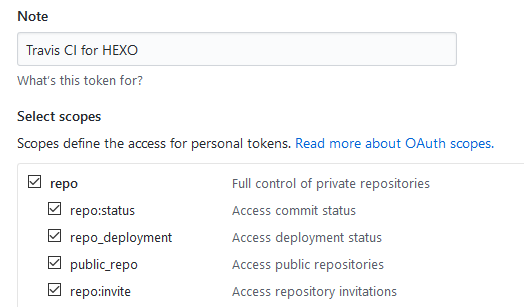 Note
Travis CI for HEXO
What's this token for?
Select scopes
Scopes define the access for personal tokens. Read more about OAuth scopes.
repo Full control of private repositories
repo:status Access commit status
repo_deployment Access deployment status
public_repo Access public repositories
repo:invite Access repository invitations